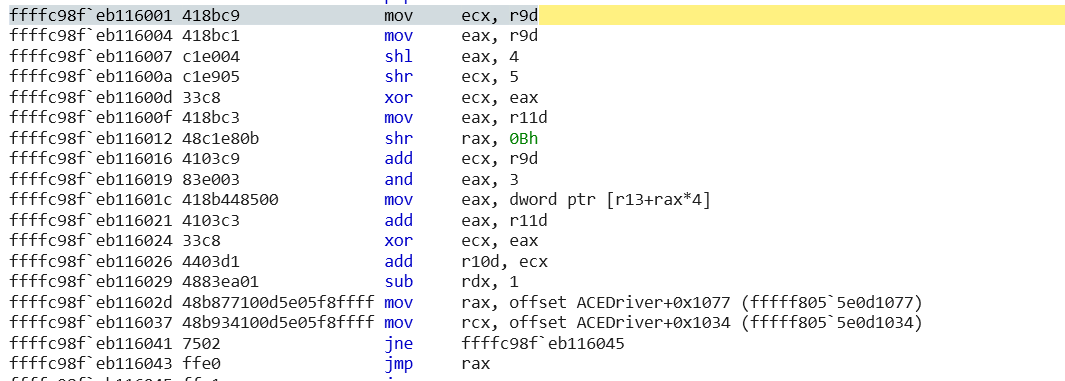 ffffc98f`eb116001 418bc9 mov ecx, r9d
ffffc98f`eb116004 418bc1 mov eax, r9d
ffffc98f`eb116007 c1e004 shl eax, 4
ffffc98f`eb11600a c1e905 shr ecx, 5
ffffc98f`eb11600d 33c8 xor ecx, eax
ffffc98f`eb11600f 418bc3 mov eax, r11d
ffffc98f`eb116012 48c1e80b shr rax, 0Bh
ffffc98f`eb116016 4103c9 add ecx, r9d
ffffc98f`eb116019 83e003 and eax, 3
ffffc98f`eb11601c 418b448500 mov eax, dword ptr [r13+rax*4]
ffffc98f`eb116021 4103c3 add eax, r11d
ffffc98f`eb116024 33c8 xor ecx, eax
ffffc98f`eb116026 4403d1 add r10d, ecx
ffffc98f`eb116029 4883ea01 sub rdx, 1
ffffc98f`eb11602d 48b877100d5e05f8ffff mov rax, offset ACEDriver+0x1077 (fffff805`5e0d1077)
ffffc98f`eb116037 48b934100d5e05f8ffff mov rcx, offset ACEDriver+0x1034 (fffff805`5e0d1034)
ffffc98f`eb116041 7502 jne ffffc98f`eb116045
ffffc98f`eb116043 ffe0 jmp rax